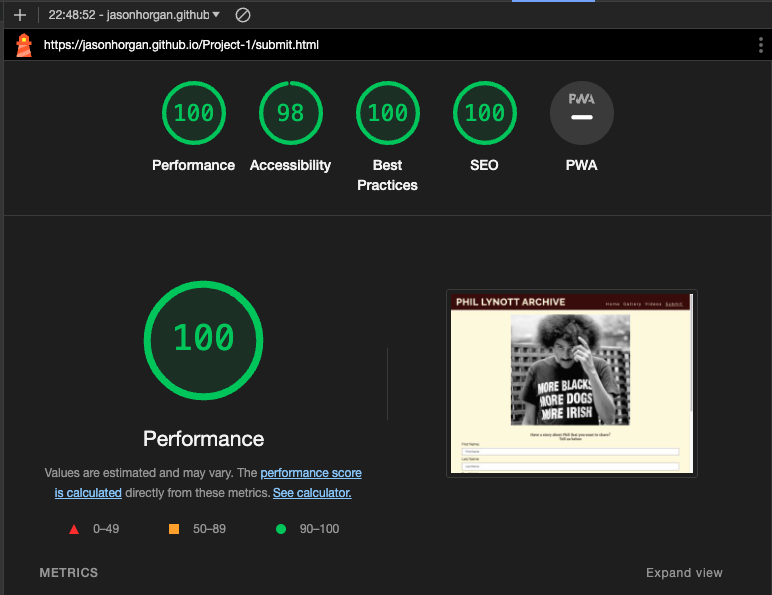 22:48:52 - jasonhorgan.github
https://jasonhorgan.github.io/Project-1/submit.html
100 98 100 100 PWA
Performance Accessibility Best Practices SEO PWA
100
Performance
Values are estimated and may vary. The performance score
is calculated directly from these metrics. See calculator.
0–49 50–89 90–100
METRICS Expand view
PHIL LYNOTT ARCHIVE Home Gallery Videos Submit
MORE BLACKS
MORE DOGS
MORE IRISH
Have a story about Phil that you want to share?
Tell us below
First Name:
First Name
Last Name:
Last Name